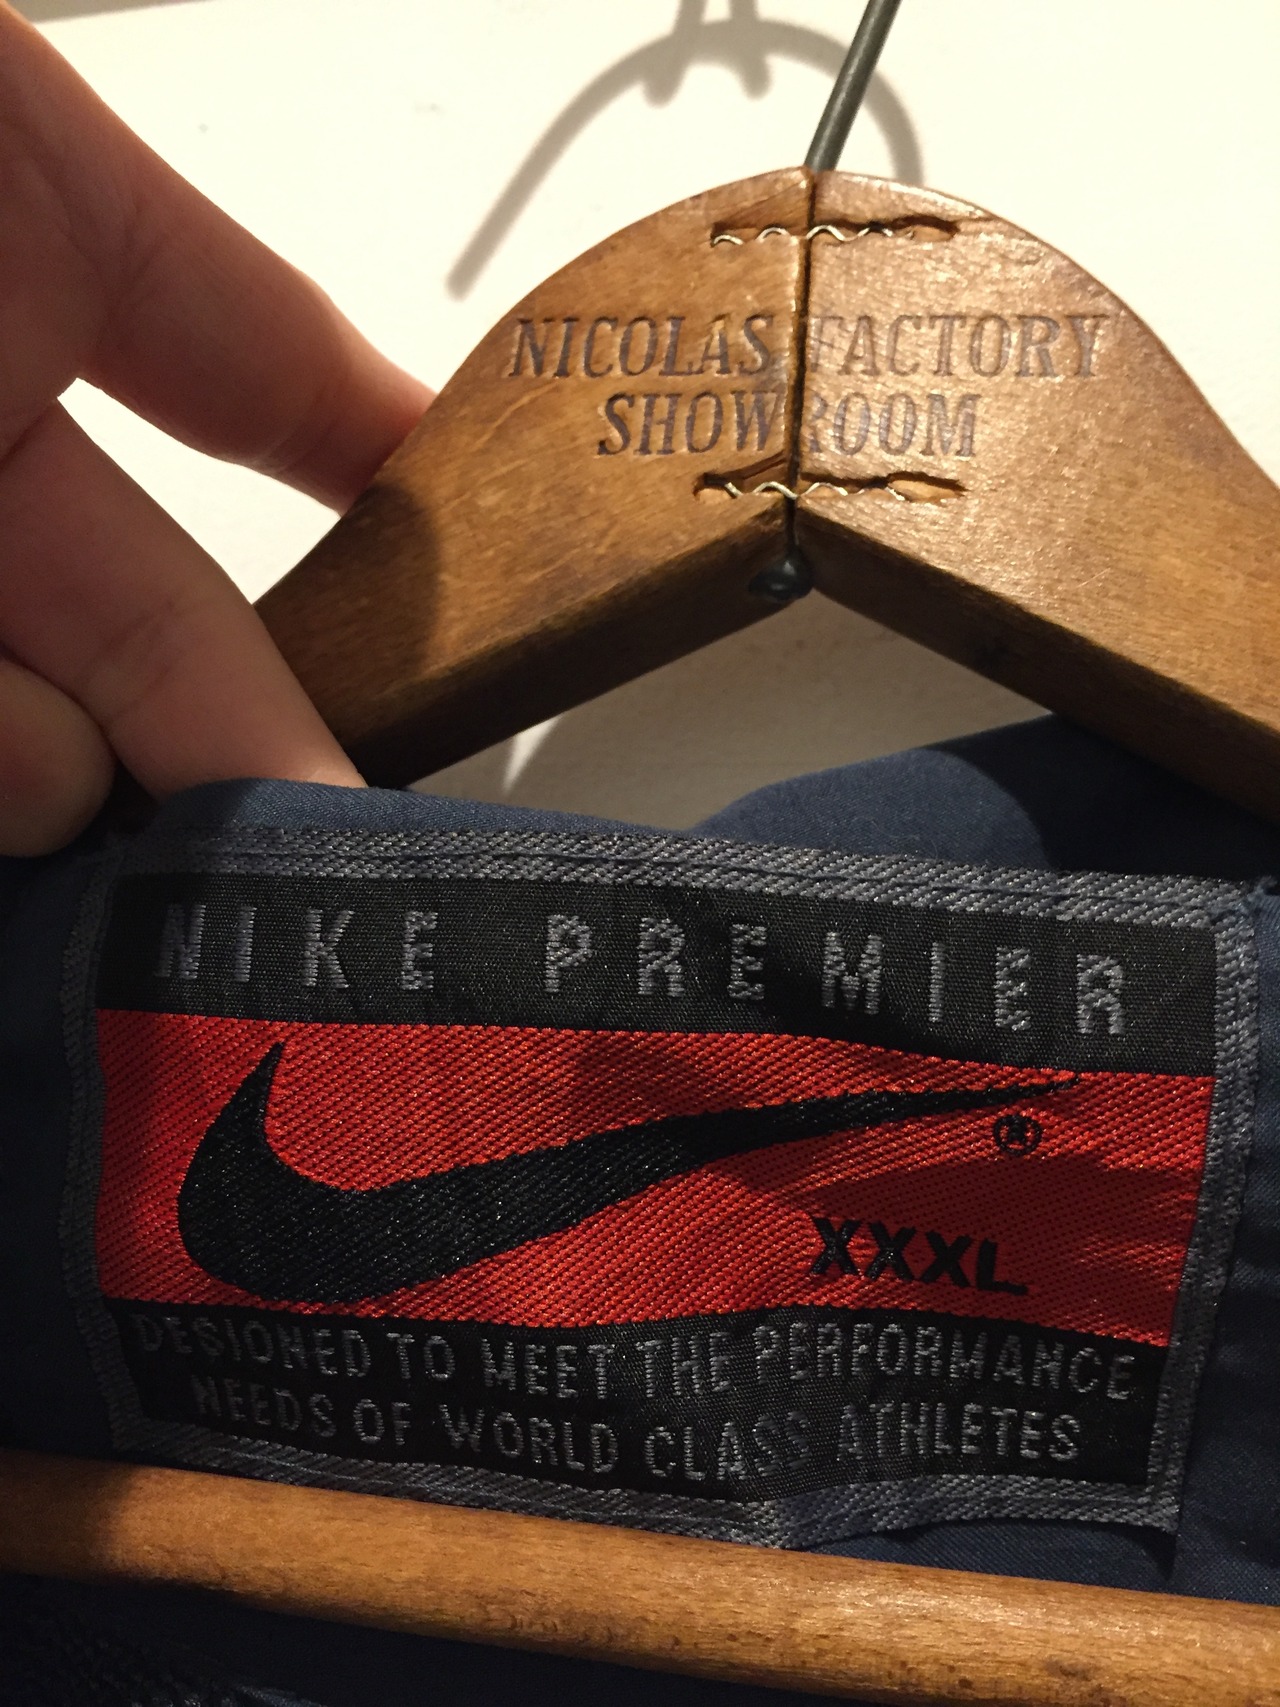 NICOLAS FACTORY
SHOWROOM
NIKE PREMIER
®
XXXL
DESIGNED TO MEET THE PERFORMANCE
NEEDS OF WORLD CLASS ATHLETES